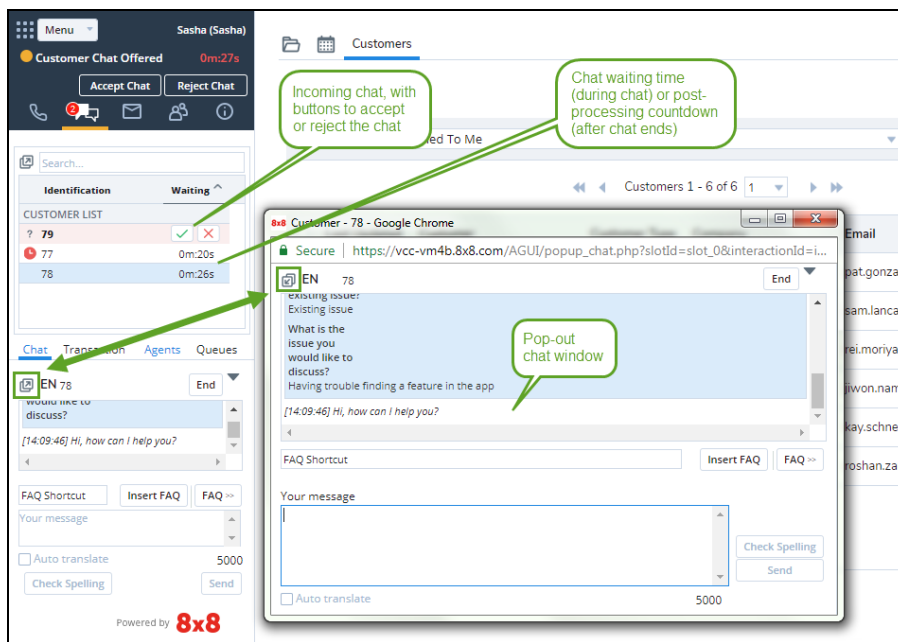 Menu
Sasha (Sasha)
Customer Chat Offered
0m:27s
Accept Chat
Reject Chat
2
Search...
Identification
Waiting
CUSTOMER LIST
? 79
77
0m:20s
78
0m:26s
Chat
Transaction
Agents
Queues
EN 78
End
would like to
discuss?
[14:09:46] Hi, how can I help you?
FAQ Shortcut
Insert FAQ
FAQ >>
Your message
Auto translate
5000
Check Spelling
Send
Powered by 8x8
Customers
Incoming chat, with
buttons to accept
or reject the chat
Chat waiting time
(during chat) or post-
processing countdown
(after chat ends)
ed To Me
Customers 1 - 6 of 6
1
Email
pat.gonza
sam.lanca
rei.moriya
jiwon.nam
kay.schne
roshan.za
8x8 Customer - 78 - Google Chrome
Secure
https://vcc-vm4b.8x8.com/AGUI/popup_chat.php?slotId=slot_0&interactionId=i...
EN 78
End
existing issue?
Existing issue
What is the
issue you
would like to
discuss?
Having trouble finding a feature in the app
[14:09:46] Hi, how can I help you?
Pop-out
chat window
FAQ Shortcut
Insert FAQ
FAQ >>
Your message
Check Spelling
Send
Auto translate
5000